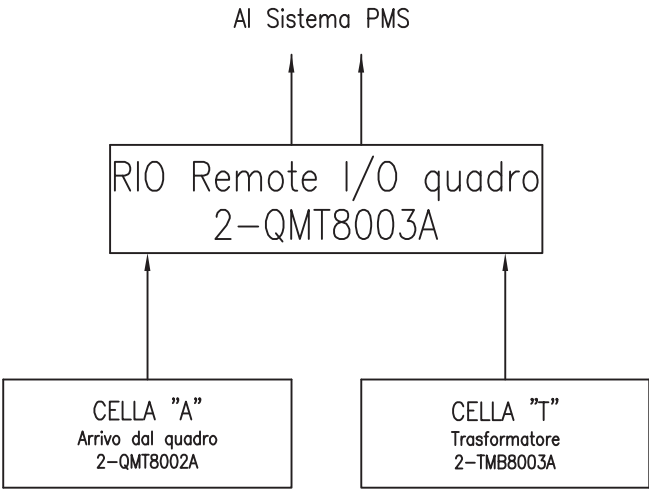 Al Sistema PMS
RIO Remote I/O quadro
2-QMT8003A
CELLA "A"
Arrivo dal quadro
2-QMT8002A
CELLA "T"
Trasformatore
2-TMB8003A